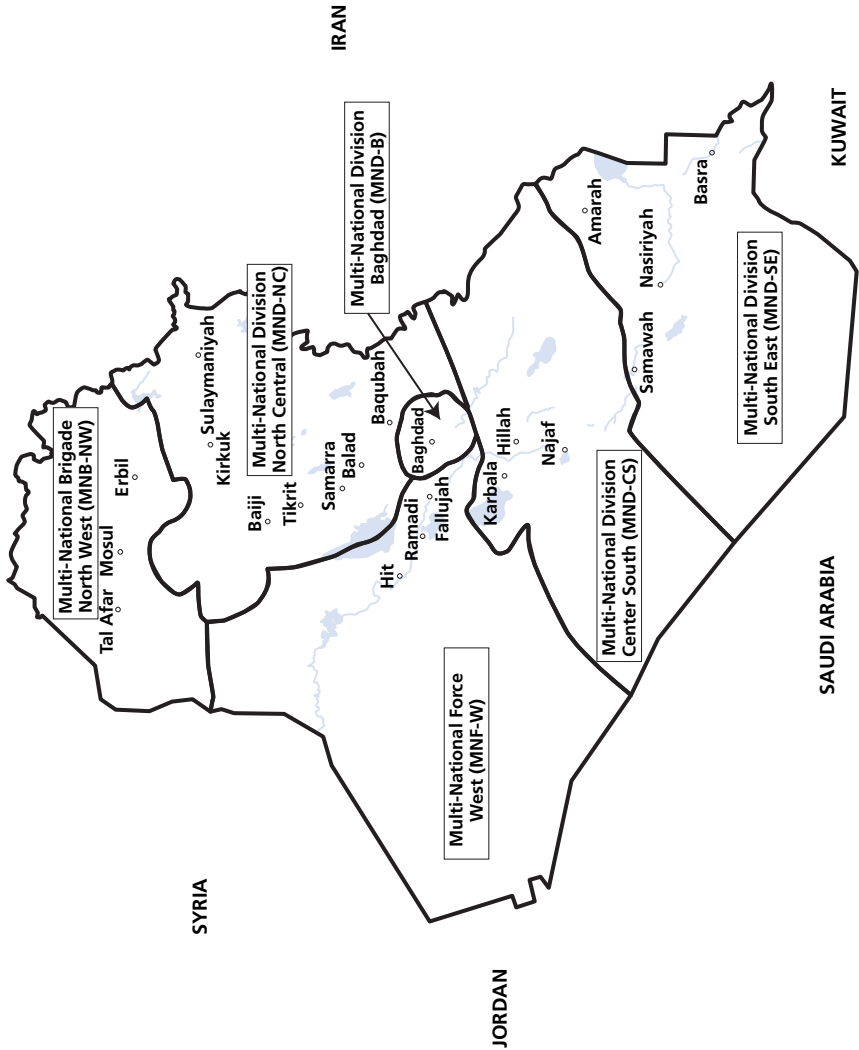 IRAN
SYRIA
JORDAN
SAUDI ARABIA
KUWAIT
Multi-National Brigade
North West (MNB-NW)
Tal Afar
Mosul
Erbil
Multi-National Division
North Central (MND-NC)
Sulaymaniyah
Kirkuk
Baiji
Tikrit
Samarra
Balad
Baqubah
Multi-National Division
Baghdad (MND-B)
Baghdad
Hit
Ramadi
Fallujah
Multi-National Force
West (MNF-W)
Karbala
Hillah
Najaf
Multi-National Division
Center South (MND-CS)
Amarah
Samawah
Nasiriyah
Basra
Multi-National Division
South East (MND-SE)